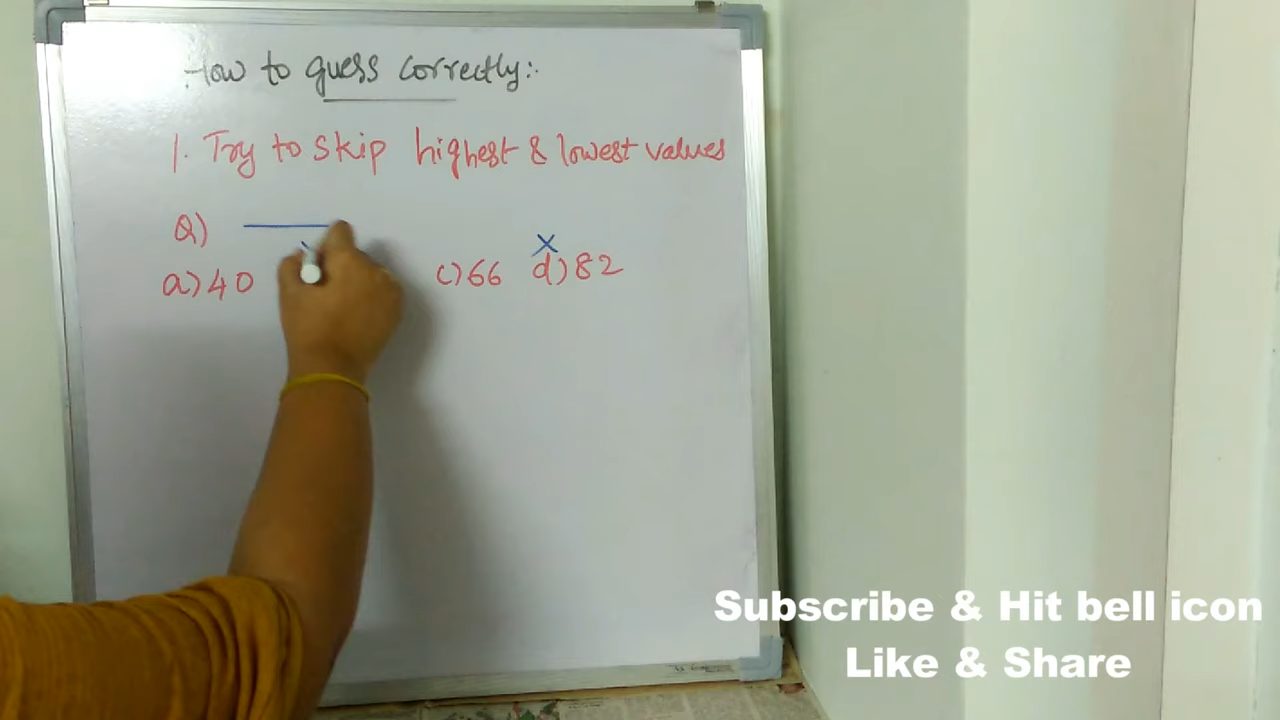 How to guess correctly:-
1. Try to skip highest & lowest values
Q)
x
a) 40 c) 66 d) 82
Subscribe & Hit bell icon
Like & Share